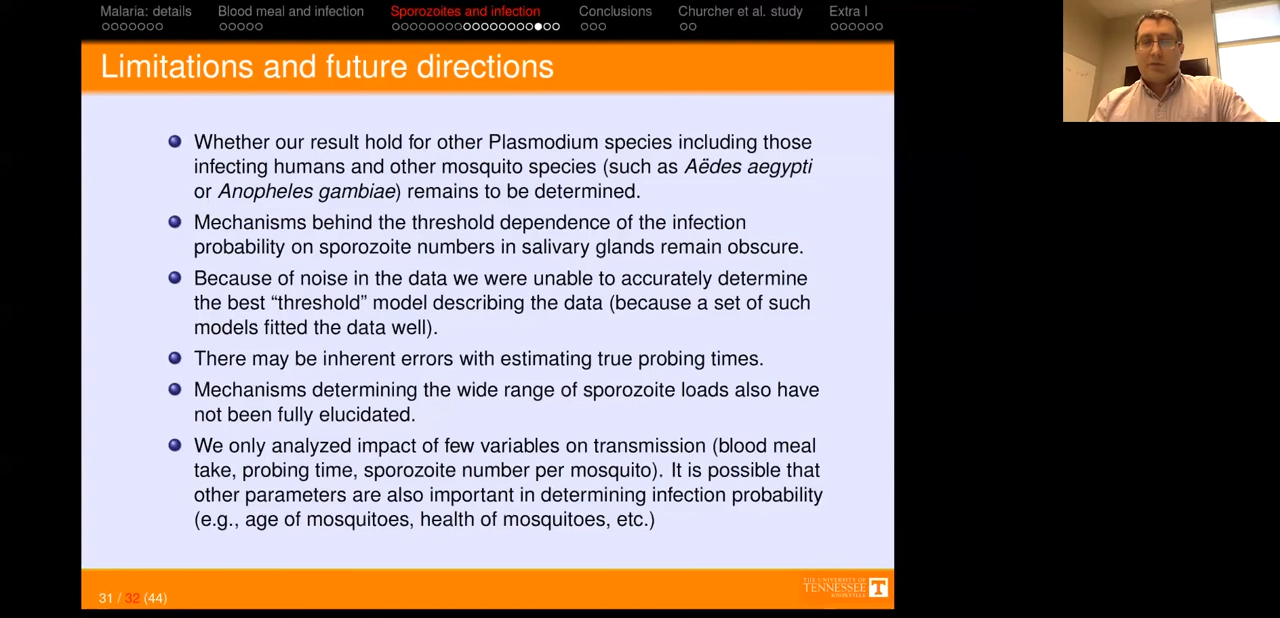 Malaria: details Blood meal and infection Sporozoites and infection Conclusions Churcher et al. study Extra I
Limitations and future directions
Whether our result hold for other Plasmodium species including those
infecting humans and other mosquito species (such as Aëdes aegypti
or Anopheles gambiae) remains to be determined.
Mechanisms behind the threshold dependence of the infection
probability on sporozoite numbers in salivary glands remain obscure.
Because of noise in the data we were unable to accurately determine
the best “threshold” model describing the data (because a set of such
models fitted the data well).
There may be inherent errors with estimating true probing times.
Mechanisms determining the wide range of sporozoite loads also have
not been fully elucidated.
We only analyzed impact of few variables on transmission (blood meal
take, probing time, sporozoite number per mosquito). It is possible that
other parameters are also important in determining infection probability
(e.g., age of mosquitoes, health of mosquitoes, etc.)
THE UNIVERSITY OF
TENNESSEE T
KNOXVILLE
31 / 32 (44)